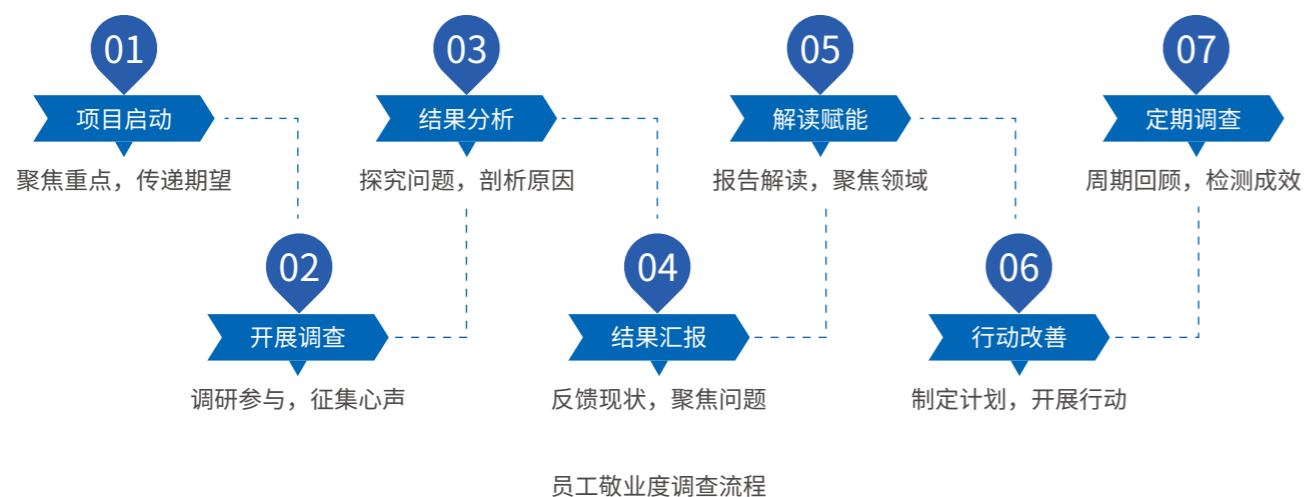 01
项目启动
聚焦重点，传递期望
02
开展调查
调研参与，征集心声
03
结果分析
探究问题，剖析原因
04
结果汇报
反馈现状，聚焦问题
05
解读赋能
报告解读，聚焦领域
06
行动改善
制定计划，开展行动
07
定期调查
周期回顾，检测成效
员工敬业度调查流程